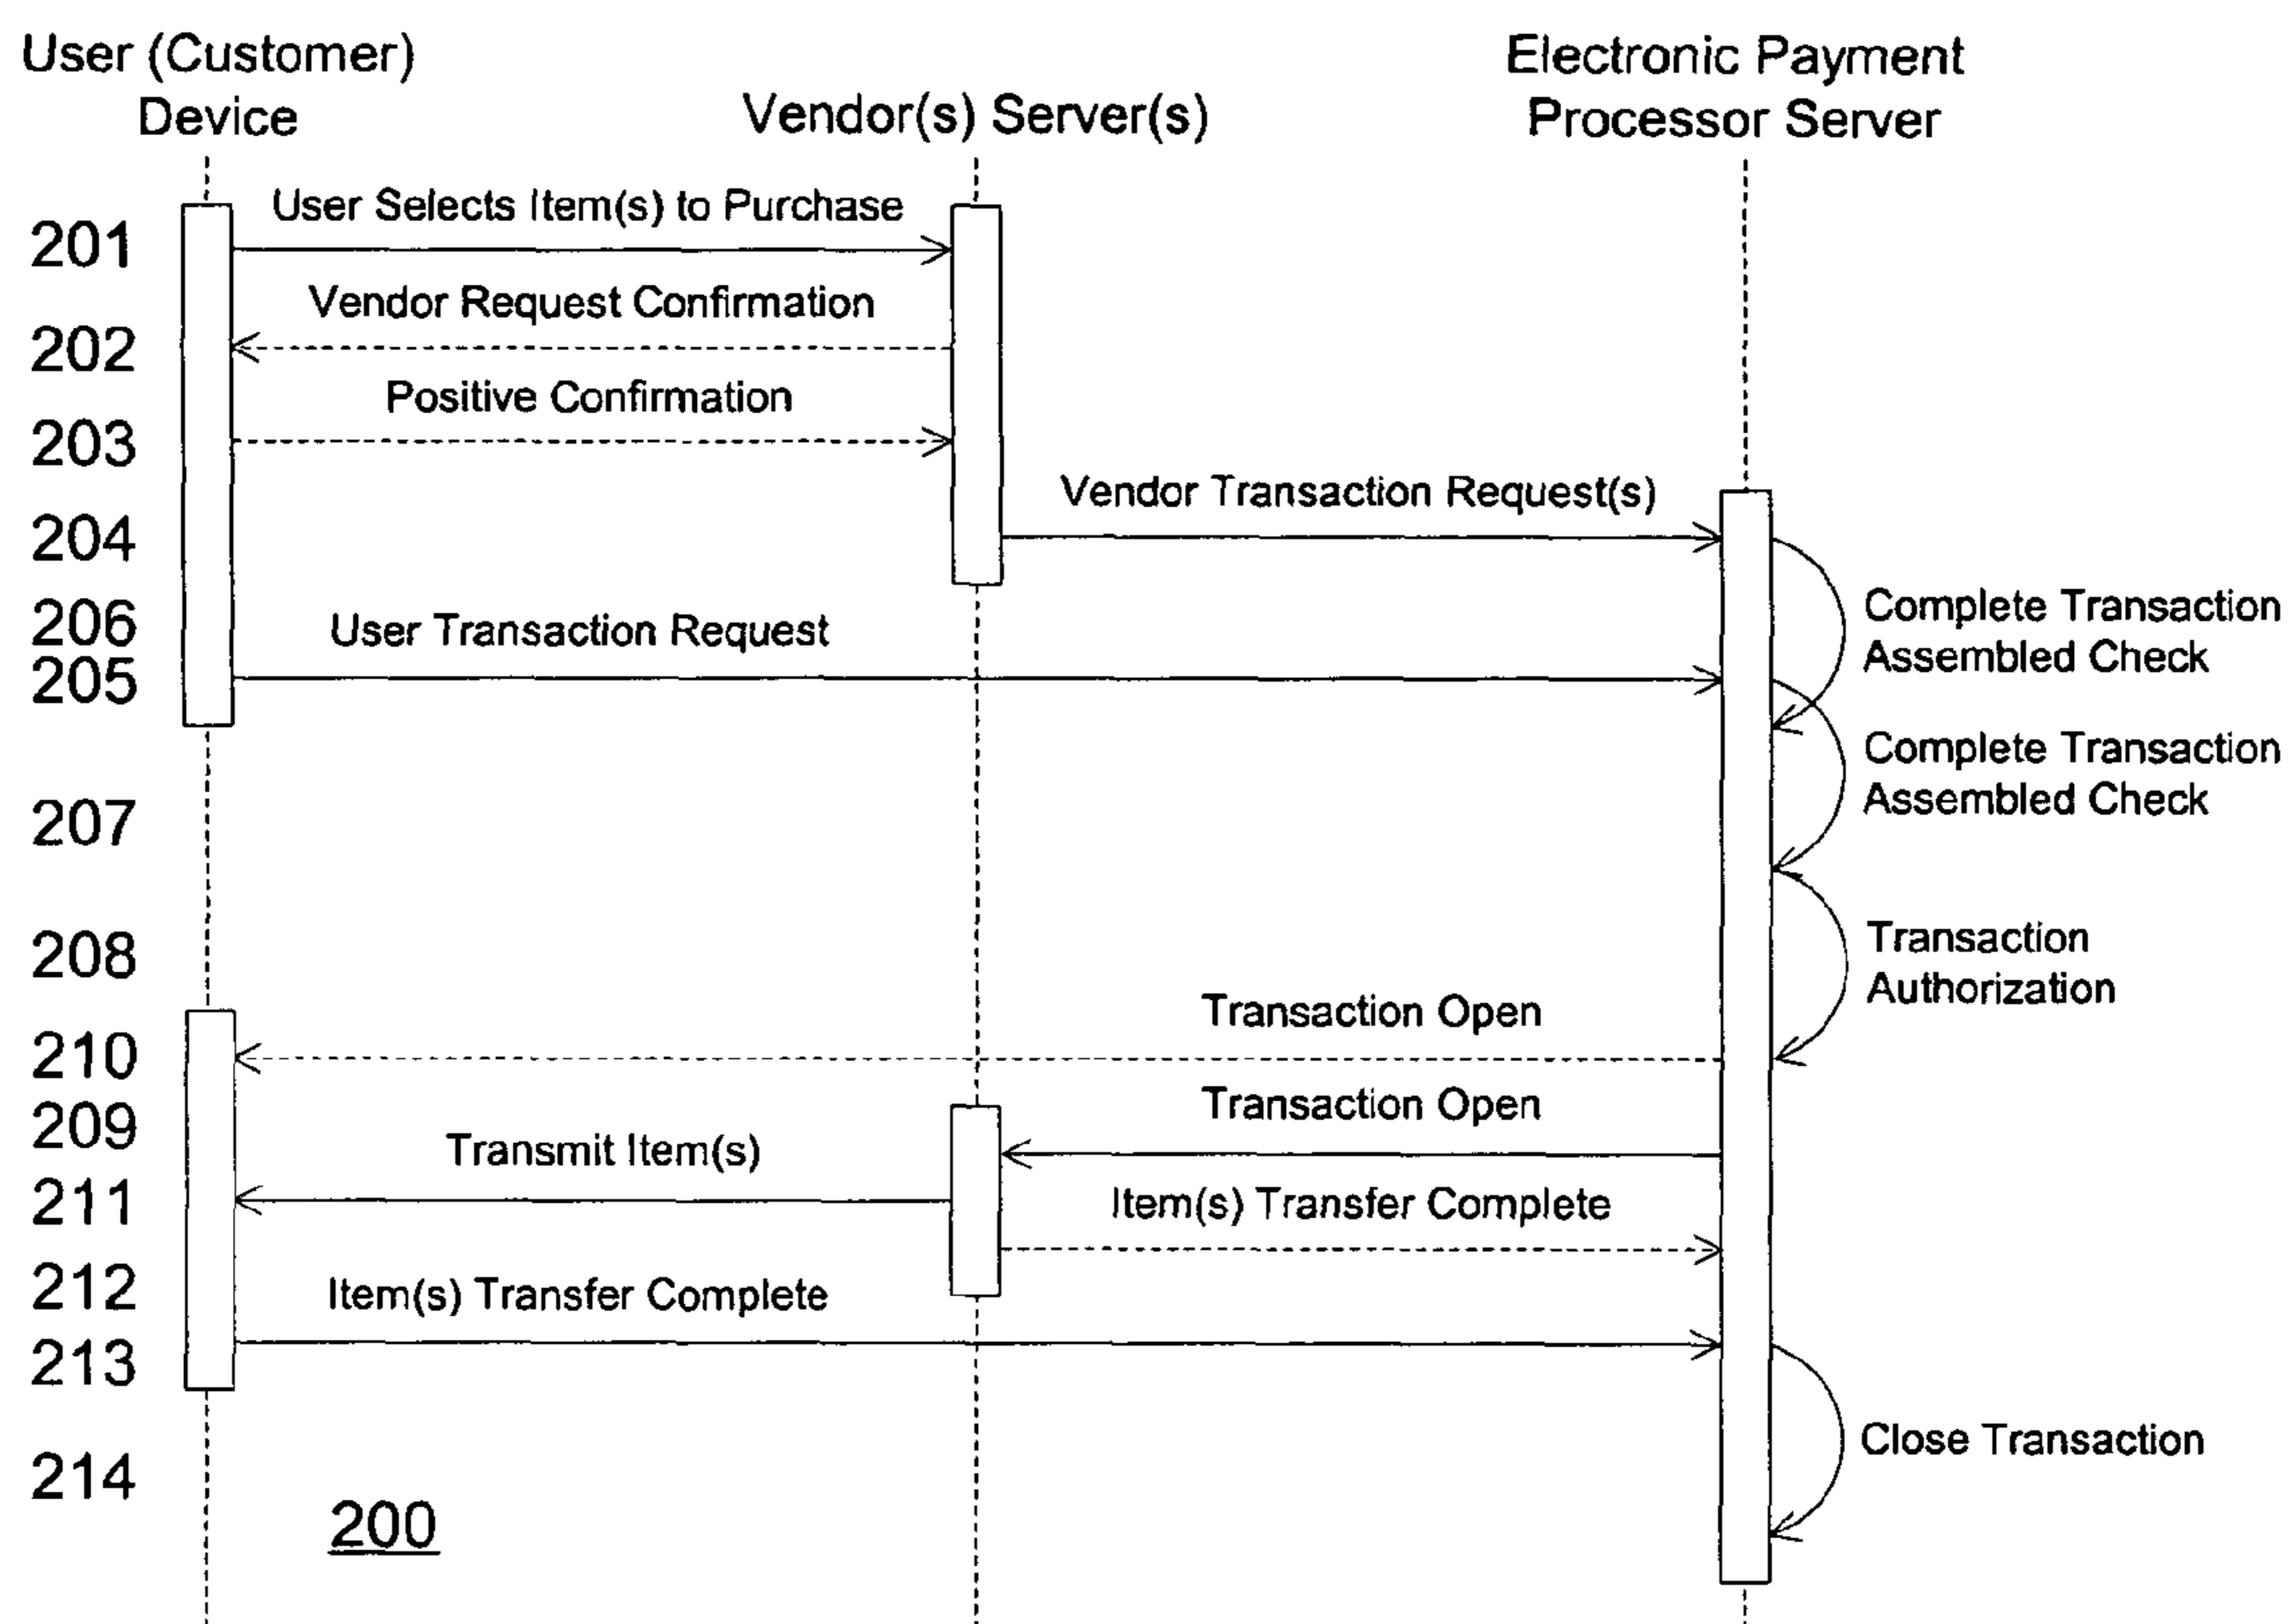 User (Customer)
Device
Vendor(s) Server(s)
Electronic Payment
Processor Server
201
User Selects Item(s) to Purchase
Vendor Request Confirmation
202
Positive Confirmation
203
Vendor Transaction Request(s)
204
Complete Transaction
Assembled Check
206
User Transaction Request
205
Complete Transaction
Assembled Check
207
208
Transaction
Authorization
Transaction Open
210
Transaction Open
209
Transmit Item(s)
211
Item(s) Transfer Complete
212
Item(s) Transfer Complete
213
Close Transaction
214
200